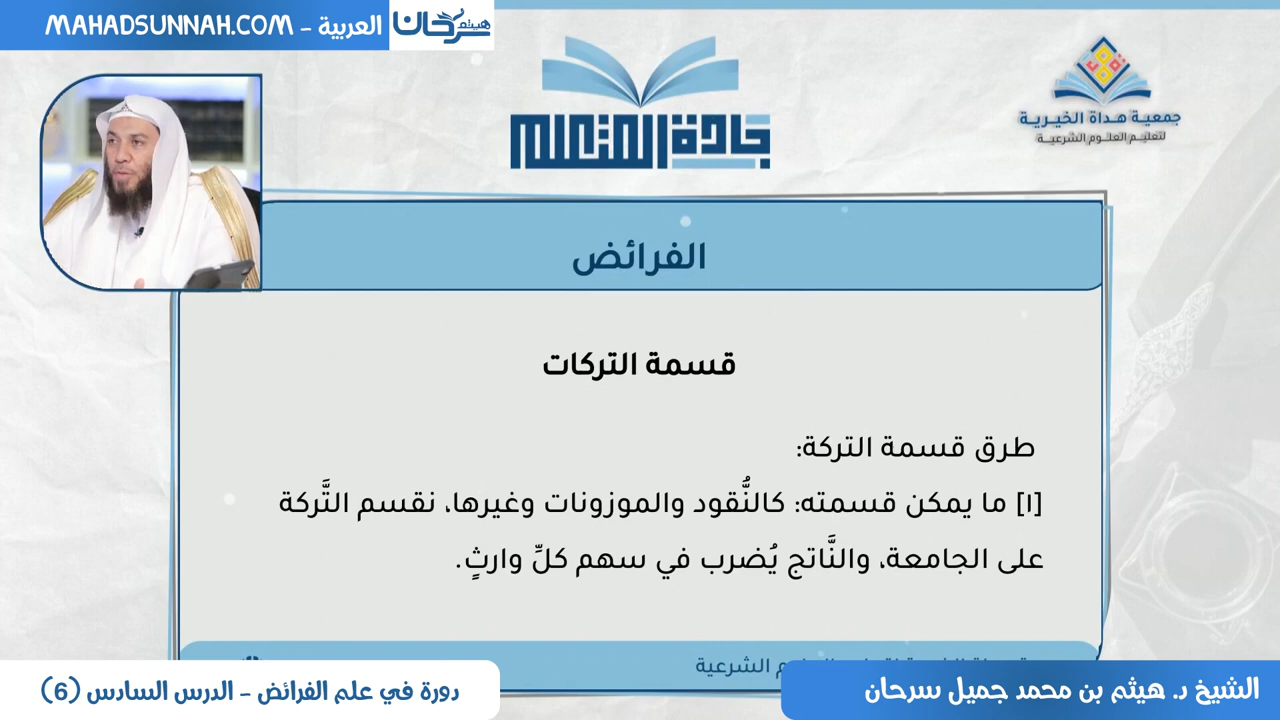 العربية - MAHADSUNNAH.COM
هيثم سرحان
جادة المتعلم
جمعية هداة الخيرية
لتعليم العلوم الشرعية
الفرائض
قسمة التركات
طرق قسمة التركة:
[١] ما يمكن قسمته: كالنُّقود والموزونات وغيرها، نقسم التَّركة
على الجامعة، والنَّاتج يُضرب في سهم كلِّ وارثٍ.
الشرعية
الشيخ د. هيثم بن محمد جميل سرحان
دورة في علم الفرائض - الدرس السادس (6)